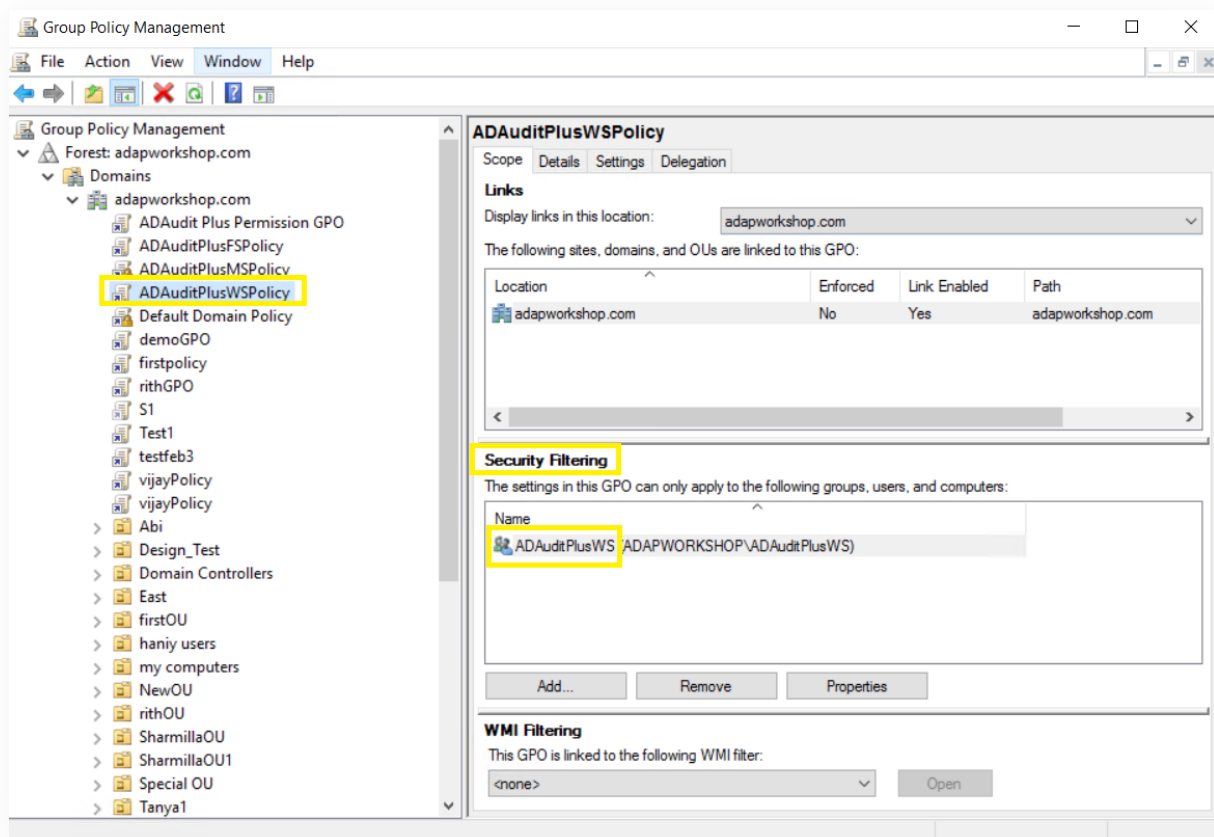 Group Policy Management
File Action View Window Help
Group Policy Management
Forest: adapworkshop.com
Domains
adapworkshop.com
ADAudit Plus Permission GPO
ADAuditPlusFSPolicy
ADAuditPlusMSPolicy
ADAuditPlusWSPolicy
Default Domain Policy
demoGPO
firstpolicy
rithGPO
S1
Test1
testfeb3
vijayPolicy
vijayPolicy
Abi
Design_Test
Domain Controllers
East
firstOU
haniy users
my computers
NewOU
rithOU
SharmillaOU
SharmillaOU1
Special OU
Tanya1
ADAuditPlusWSPolicy
Scope Details Settings Delegation
Links
Display links in this location: adapworkshop.com
The following sites, domains, and OUs are linked to this GPO:
Location Enforced Link Enabled Path
adapworkshop.com No Yes adapworkshop.com
Security Filtering
The settings in this GPO can only apply to the following groups, users, and computers:
Name
ADAuditPlusWS (ADAPWORKSHOP\ADAuditPlusWS)
Add... Remove Properties
WMI Filtering
This GPO is linked to the following WMI filter:
<none> Open